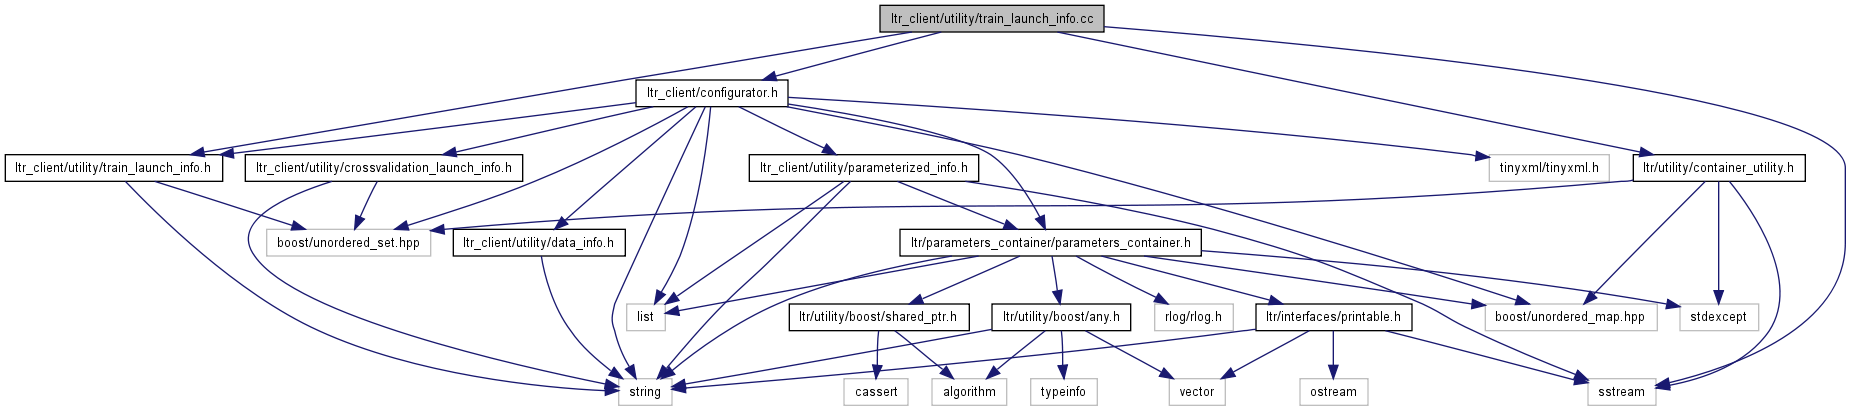 ltr_client/utility/train_launch_info.cc
ltr_client/configurator.h
ltr_client/utility/train_launch_info.h
ltr_client/utility/crossvalidation_launch_info.h
ltr_client/utility/parameterized_info.h
tinyxml/tinyxml.h
ltr/utility/container_utility.h
boost/unordered_set.hpp
ltr_client/utility/data_info.h
ltr/parameters_container/parameters_container.h
list
ltr/utility/boost/shared_ptr.h
ltr/utility/boost/any.h
rlog/rlog.h
ltr/interfaces/printable.h
boost/unordered_map.hpp
stdexcept
string
cassert
algorithm
typeinfo
vector
ostream
sstream